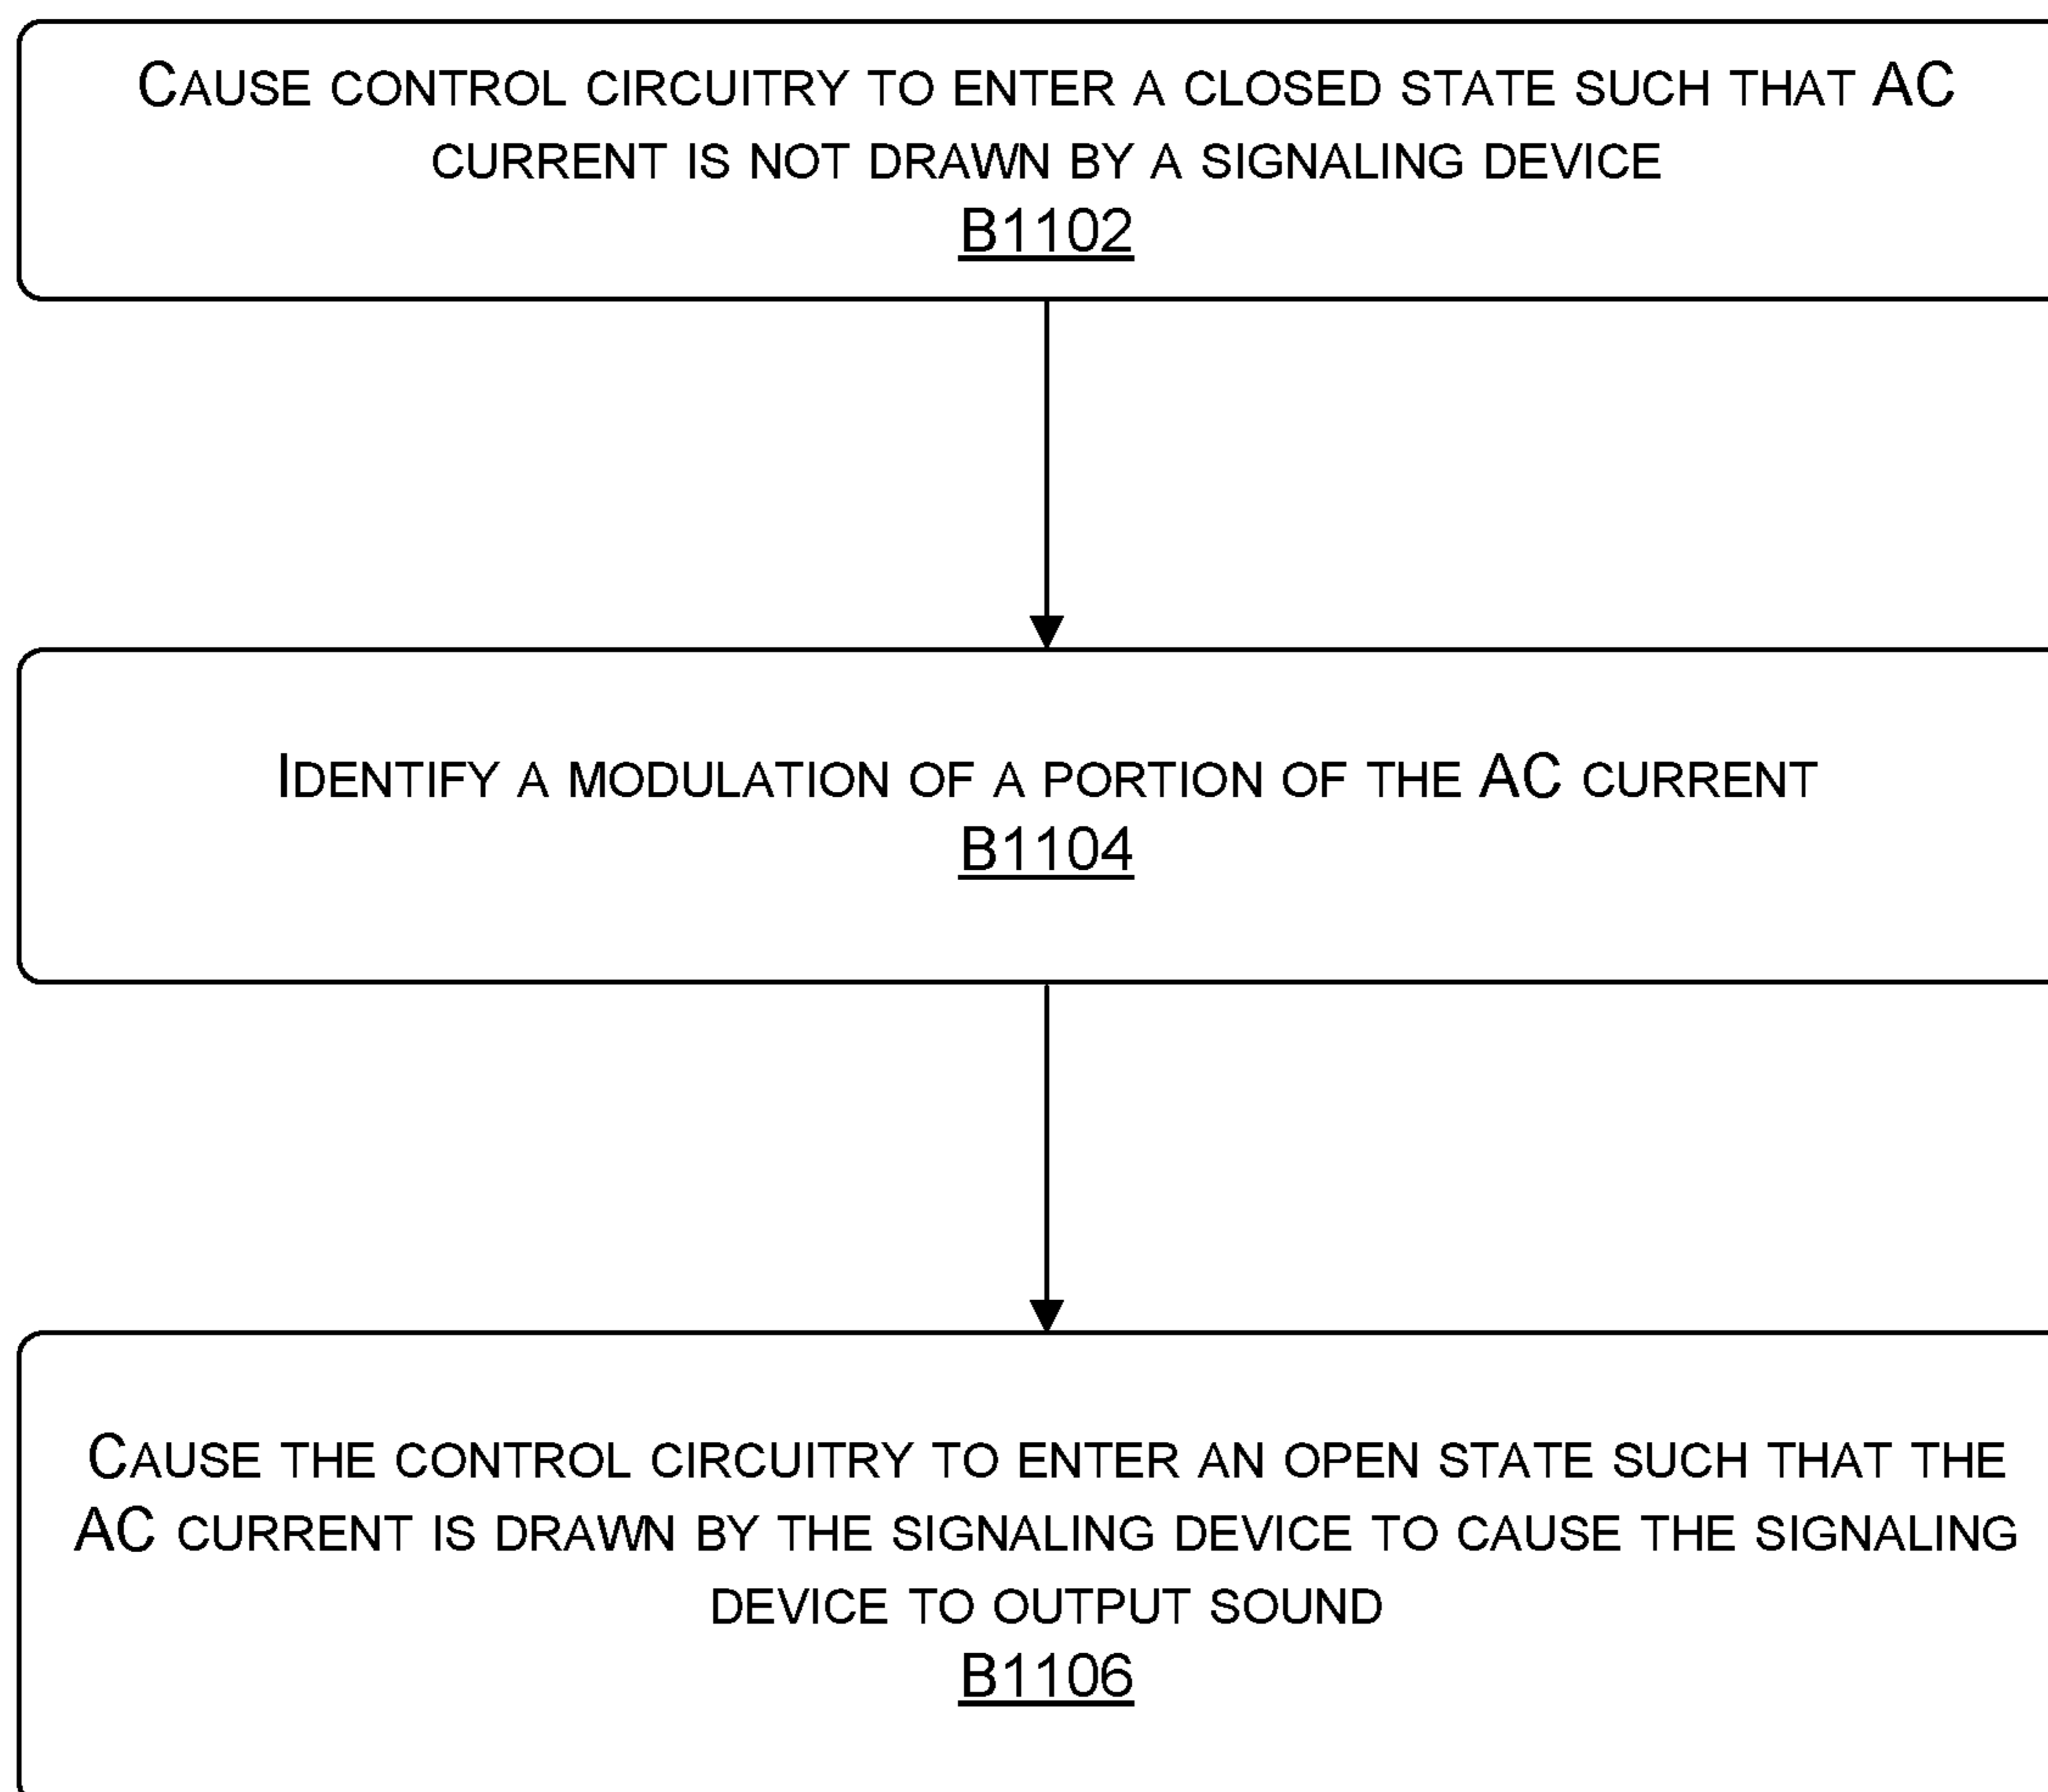 CAUSE CONTROL CIRCUITRY TO ENTER A CLOSED STATE SUCH THAT AC
CURRENT IS NOT DRAWN BY A SIGNALING DEVICE
B1102
IDENTIFY A MODULATION OF A PORTION OF THE AC CURRENT
B1104
CAUSE THE CONTROL CIRCUITRY TO ENTER AN OPEN STATE SUCH THAT THE
AC CURRENT IS DRAWN BY THE SIGNALING DEVICE TO CAUSE THE SIGNALING
DEVICE TO OUTPUT SOUND
B1106